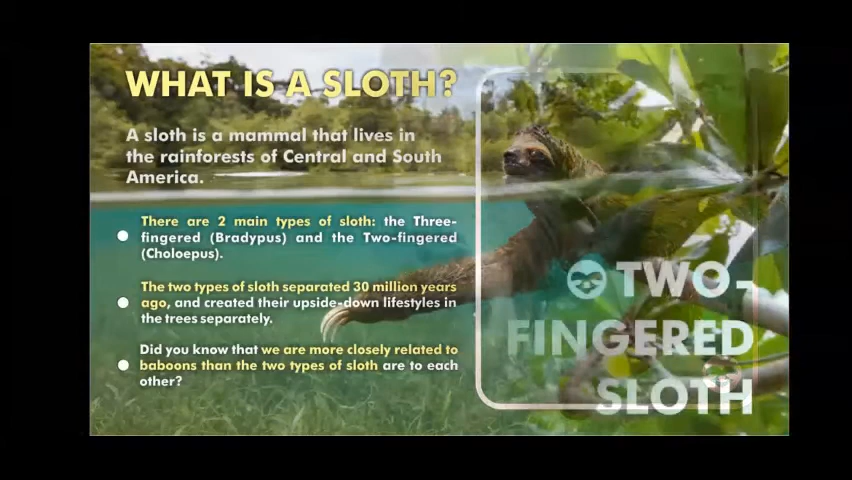 WHAT IS A SLOTH?
A sloth is a mammal that lives in
the rainforests of Central and South
America.
There are 2 main types of sloth: the Three-
fingered (Bradypus) and the Two-fingered
(Choloepus).
The two types of sloth separated 30 million years
ago, and created their upside-down lifestyles in
the trees separately.
Did you know that we are more closely related to
baboons than the two types of sloth are to each
other?
TWO-
FINGERED
SLOTH